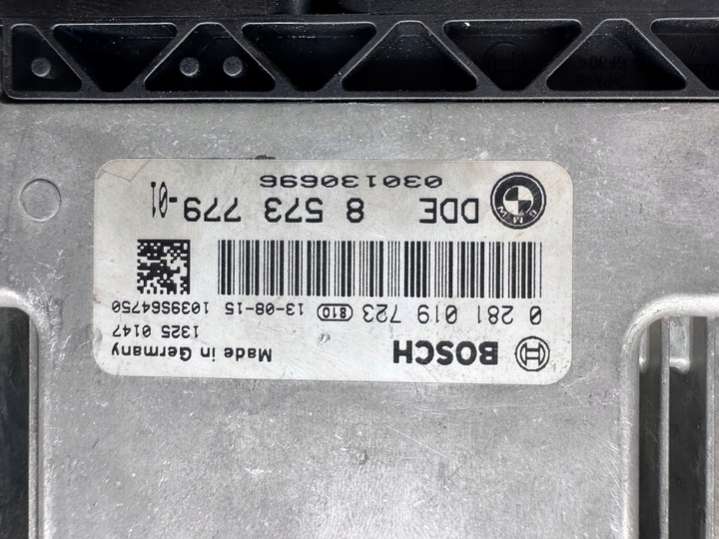 BOSCH Made in Germany
1325 0147
0 281 019 723 810 13-08-15 1039S64750
BMW DDE 8 573 779-01
030130696